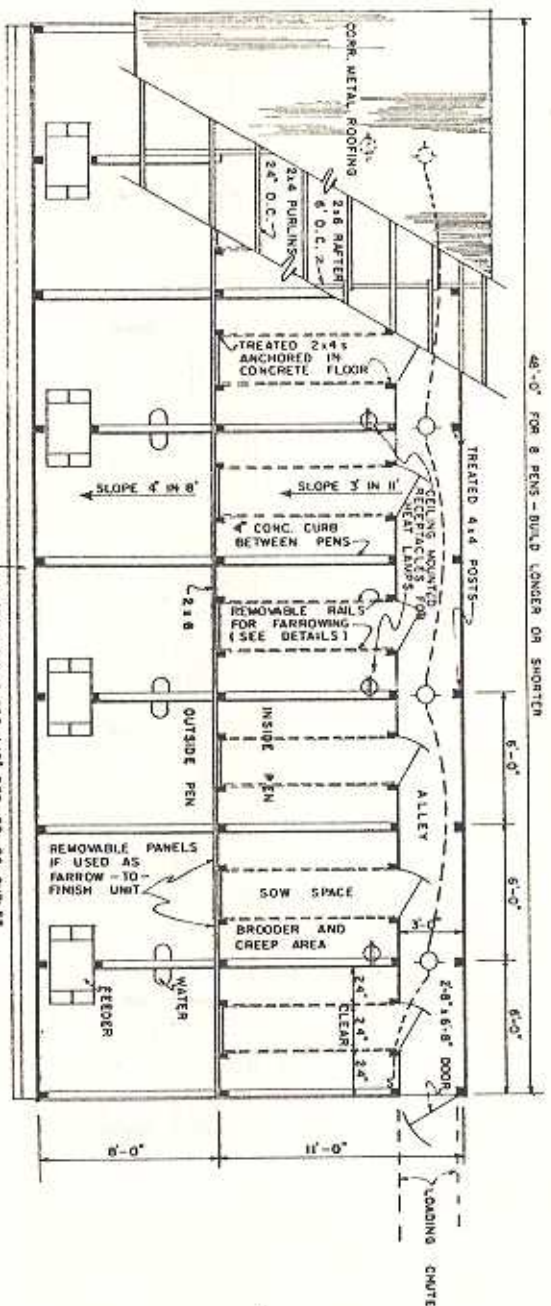 48'-0" FOR 8 PENS - BUILD LONGER OR SHORTER
CORR. METAL ROOFING
2x6 RAFTER
6' O.C.
2x4 PURLINS
24" O.C.
TREATED 4x4 POSTS
TREATED 2x4s
ANCHORED IN
CONCRETE FLOOR
CEILING MOUNTED
RECEPTACLES FOR
HEAT LAMPS
SLOPE 4" IN 8'
SLOPE 3" IN 11'
4" CONC. CURB
BETWEEN PENS
2x6
REMOVABLE RAILS
FOR FARROWING
(SEE DETAILS)
OUTSIDE PEN
INSIDE PEN
ALLEY
6'-0"
6'-0"
6'-0"
REMOVABLE PANELS
IF USED AS
FARROW-TO-
FINISH UNIT
SOW SPACE
BROODER AND
CREEP AREA
3'-0"
FEEDER
WATER
24"
24"
24"
CLEAR
S
2'-8" x 6'-8" DOOR
8'-0"
11'-0"
LOADING CHUTE